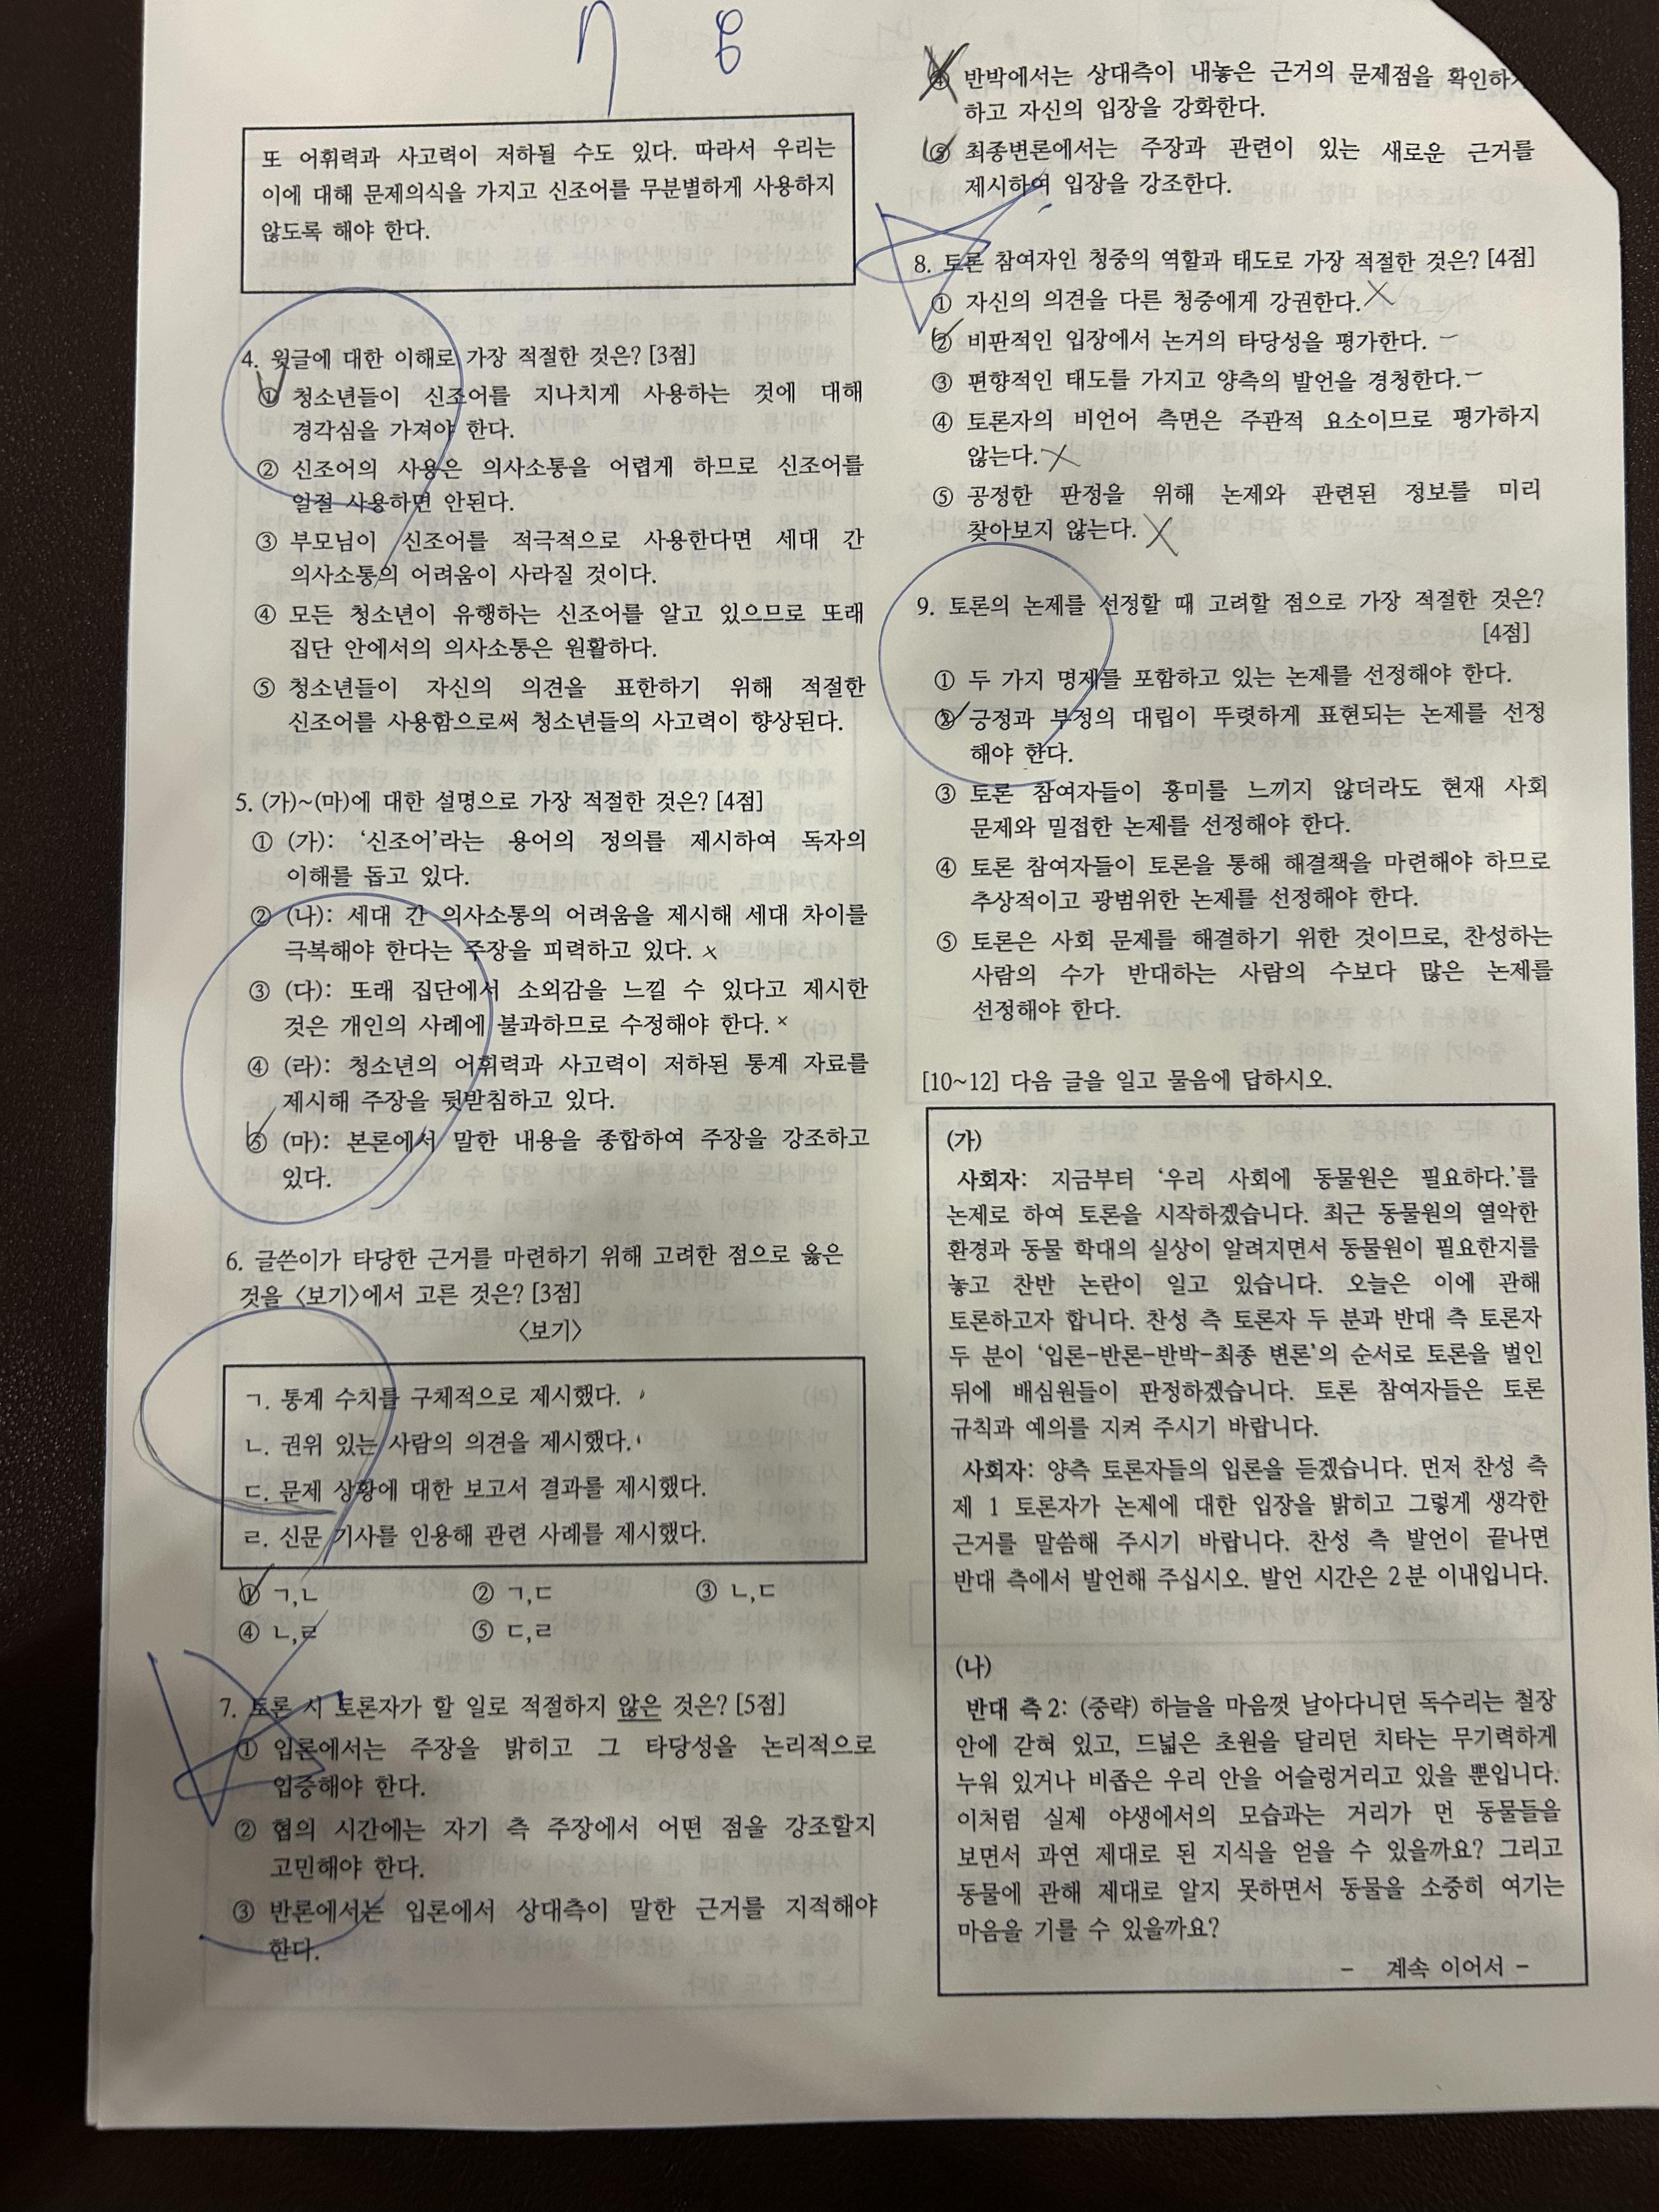 또 어휘력과 사고력이 저하될 수도 있다. 따라서 우리는
이에 대해 문제의식을 가지고 신조어를 무분별하게 사용하지
않도록 해야 한다.
4. 윗글에 대한 이해로 가장 적절한 것은? [3점]
① 청소년들이 신조어를 지나치게 사용하는 것에 대해
경각심을 가져야 한다.
② 신조어의 사용은 의사소통을 어렵게 하므로 신조어를
일절 사용하면 안된다.
③ 부모님이 신조어를 적극적으로 사용한다면 세대 간
의사소통의 어려움이 사라질 것이다.
④ 모든 청소년이 유행하는 신조어를 알고 있으므로 또래
집단 안에서의 의사소통은 원활하다.
⑤ 청소년들이 자신의 의견을 표한하기 위해 적절한
신조어를 사용함으로써 청소년들의 사고력이 향상된다.
5. (가)~(마)에 대한 설명으로 가장 적절한 것은? [4점]
① (가): ‘신조어’라는 용어의 정의를 제시하여 독자의
이해를 돕고 있다.
② (나): 세대 간 의사소통의 어려움을 제시해 세대 차이를
극복해야 한다는 주장을 피력하고 있다. ×
③ (다): 또래 집단에서 소외감을 느낄 수 있다고 제시한
것은 개인의 사례에 불과하므로 수정해야 한다. ×
④ (라): 청소년의 어휘력과 사고력이 저하된 통계 자료를
제시해 주장을 뒷받침하고 있다.
⑤ (마): 본론에서 말한 내용을 종합하여 주장을 강조하고
있다.
6. 글쓴이가 타당한 근거를 마련하기 위해 고려한 점으로 옳은
것을 〈보기〉에서 고른 것은? [3점]
〈보기〉
ㄱ. 통계 수치를 구체적으로 제시했다.
ㄴ. 권위 있는 사람의 의견을 제시했다.
ㄷ. 문제 상황에 대한 보고서 결과를 제시했다.
ㄹ. 신문 기사를 인용해 관련 사례를 제시했다.
① ㄱ,ㄴ ② ㄱ,ㄷ ③ ㄴ,ㄷ
④ ㄴ,ㄹ ⑤ ㄷ,ㄹ
7. 토론 시 토론자가 할 일로 적절하지 않은 것은? [5점]
① 입론에서는 주장을 밝히고 그 타당성을 논리적으로
입증해야 한다.
② 협의 시간에는 자기 측 주장에서 어떤 점을 강조할지
고민해야 한다.
③ 반론에서는 입론에서 상대측이 말한 근거를 지적해야
한다.
④ 반박에서는 상대측이 내놓은 근거의 문제점을
하고 자신의 입장을 강화한다.
⑤ 최종변론에서는 주장과 관련이 있는 새로운 근거를
제시하여 입장을 강조한다.
8. 토론 참여자인 청중의 역할과 태도로 가장 적절한 것은? [4점]
① 자신의 의견을 다른 청중에게 강권한다. ×
② 비판적인 입장에서 논거의 타당성을 평가한다.
③ 편향적인 태도를 가지고 양측의 발언을 경청한다.
④ 토론자의 비언어 측면은 주관적 요소이므로 평가하지
않는다. ×
⑤ 공정한 판정을 위해 논제와 관련된 정보를 미리
찾아보지 않는다. ×
9. 토론의 논제를 선정할 때 고려할 점으로 가장 적절한 것은?
[4점]
① 두 가지 명제를 포함하고 있는 논제를 선정해야 한다.
② 긍정과 부정의 대립이 뚜렷하게 표현되는 논제를 선정
해야 한다.
③ 토론 참여자들이 흥미를 느끼지 않더라도 현재 사회
문제와 밀접한 논제를 선정해야 한다.
④ 토론 참여자들이 토론을 통해 해결책을 마련해야 하므로
추상적이고 광범위한 논제를 선정해야 한다.
⑤ 토론은 사회 문제를 해결하기 위한 것이므로, 찬성하는
사람의 수가 반대하는 사람의 수보다 많은 논제를
선정해야 한다.
[10~12] 다음 글을 일고 물음에 답하시오.
(가)
사회자: 지금부터 ‘우리 사회에 동물원은 필요하다.’를
논제로 하여 토론을 시작하겠습니다. 최근 동물원의 열악한
환경과 동물 학대의 실상이 알려지면서 동물원이 필요한지를
놓고 찬반 논란이 일고 있습니다. 오늘은 이에 관해
토론하고자 합니다. 찬성 측 토론자 두 분과 반대 측 토론자
두 분이 ‘입론-반론-반박-최종 변론’의 순서로 토론을 벌인
뒤에 배심원들이 판정하겠습니다. 토론 참여자들은 토론
규칙과 예의를 지켜 주시기 바랍니다.
사회자: 양측 토론자들의 입론을 듣겠습니다. 먼저 찬성 측
제 1 토론자가 논제에 대한 입장을 밝히고 그렇게 생각한
근거를 말씀해 주시기 바랍니다. 찬성 측 발언이 끝나면
반대 측에서 발언해 주십시오. 발언 시간은 2분 이내입니다.
(나)
반대 측 2: (중략) 하늘을 마음껏 날아다니던 독수리는 철장
안에 갇혀 있고, 드넓은 초원을 달리던 치타는 무기력하게
누워 있거나 비좁은 우리 안을 어슬렁거리고 있을 뿐입니다.
이처럼 실제 야생에서의 모습과는 거리가 먼 동물들을
보면서 과연 제대로 된 지식을 얻을 수 있을까요? 그리고
동물에 관해 제대로 알지 못하면서 동물을 소중히 여기는
마음을 기를 수 있을까요?
- 계속 이어서 -